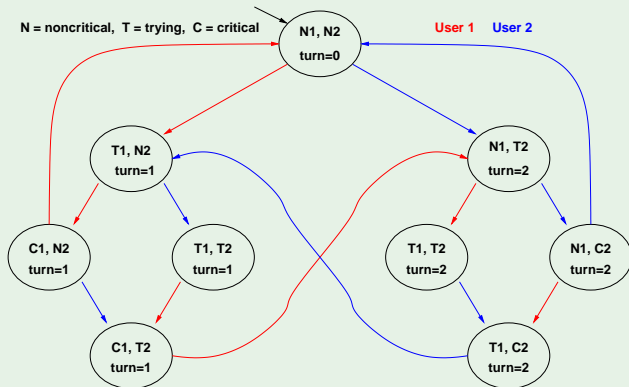 N = noncritical, T = trying, C = critical
User 1 User 2
N1, N2
turn=0
T1, N2
turn=1
N1, T2
turn=2
C1, N2
turn=1
T1, T2
turn=1
T1, T2
turn=2
N1, C2
turn=2
C1, T2
turn=1
T1, C2
turn=2